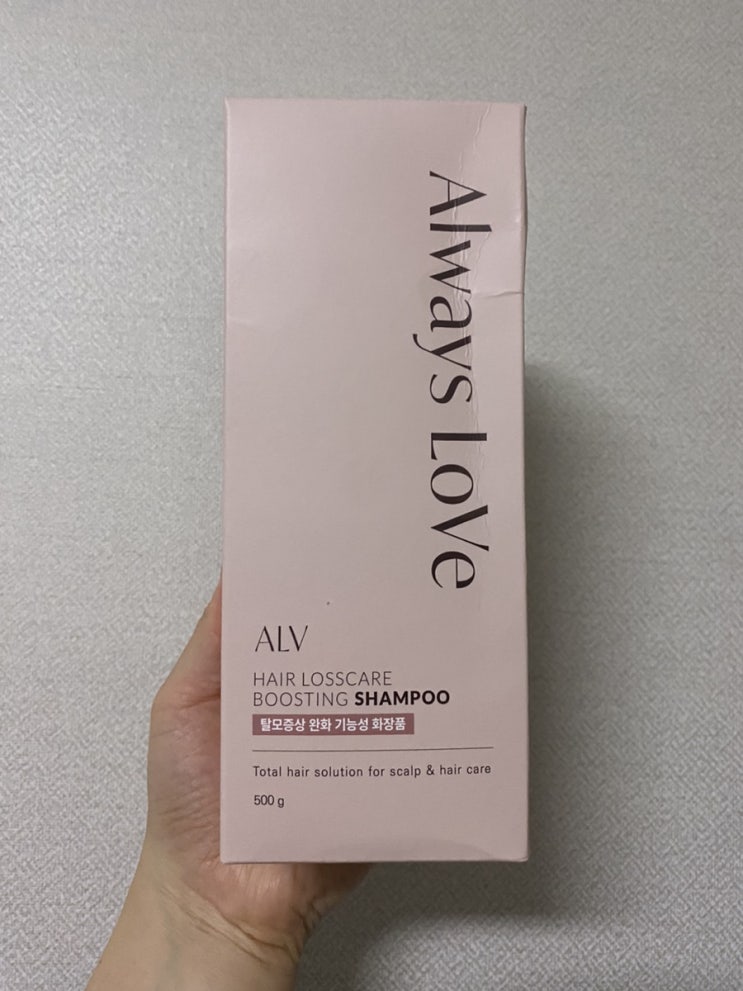 Always LoVe
ALV
HAIR LOSSCARE
BOOSTING SHAMPOO
탈모증상 완화 기능성 화장품
Total hair solution for scalp & hair care
500 g